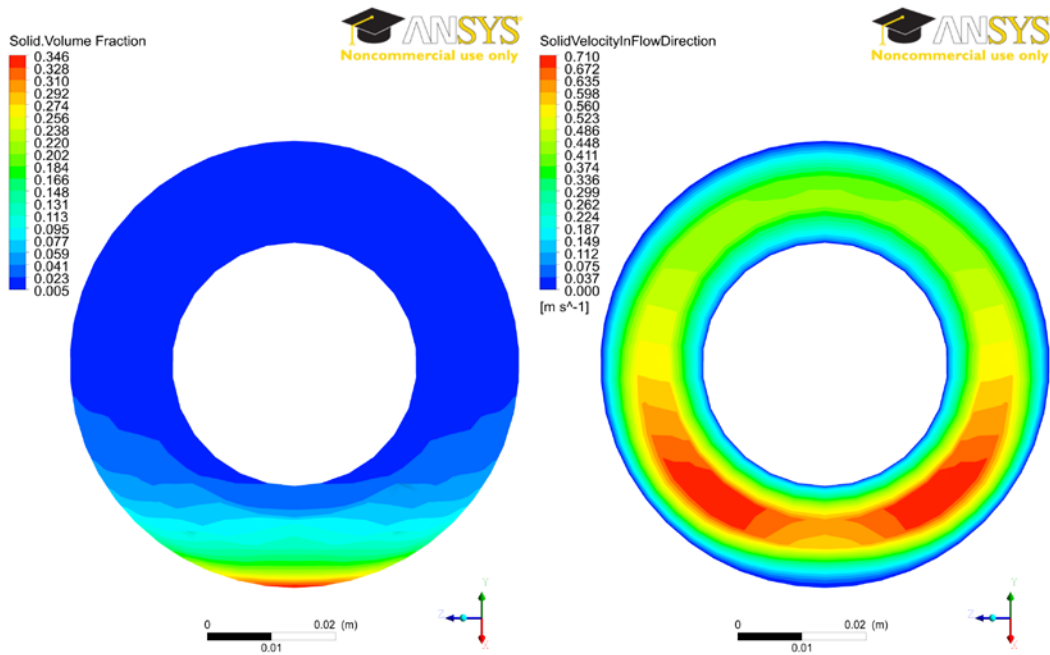 ANSYS
Noncommercial use only
Solid.Volume Fraction
0.346
0.328
0.310
0.292
0.274
0.256
0.238
0.220
0.202
0.184
0.166
0.148
0.131
0.113
0.095
0.077
0.059
0.041
0.023
0.005
0
0.02 (m)
0.01
Y
Z
X
ANSYS
Noncommercial use only
SolidVelocityInFlowDirection
0.710
0.672
0.635
0.598
0.560
0.523
0.486
0.448
0.411
0.374
0.336
0.299
0.262
0.224
0.187
0.149
0.112
0.075
0.037
0.000
[m s^-1]
0
0.02 (m)
0.01
Y
Z
X